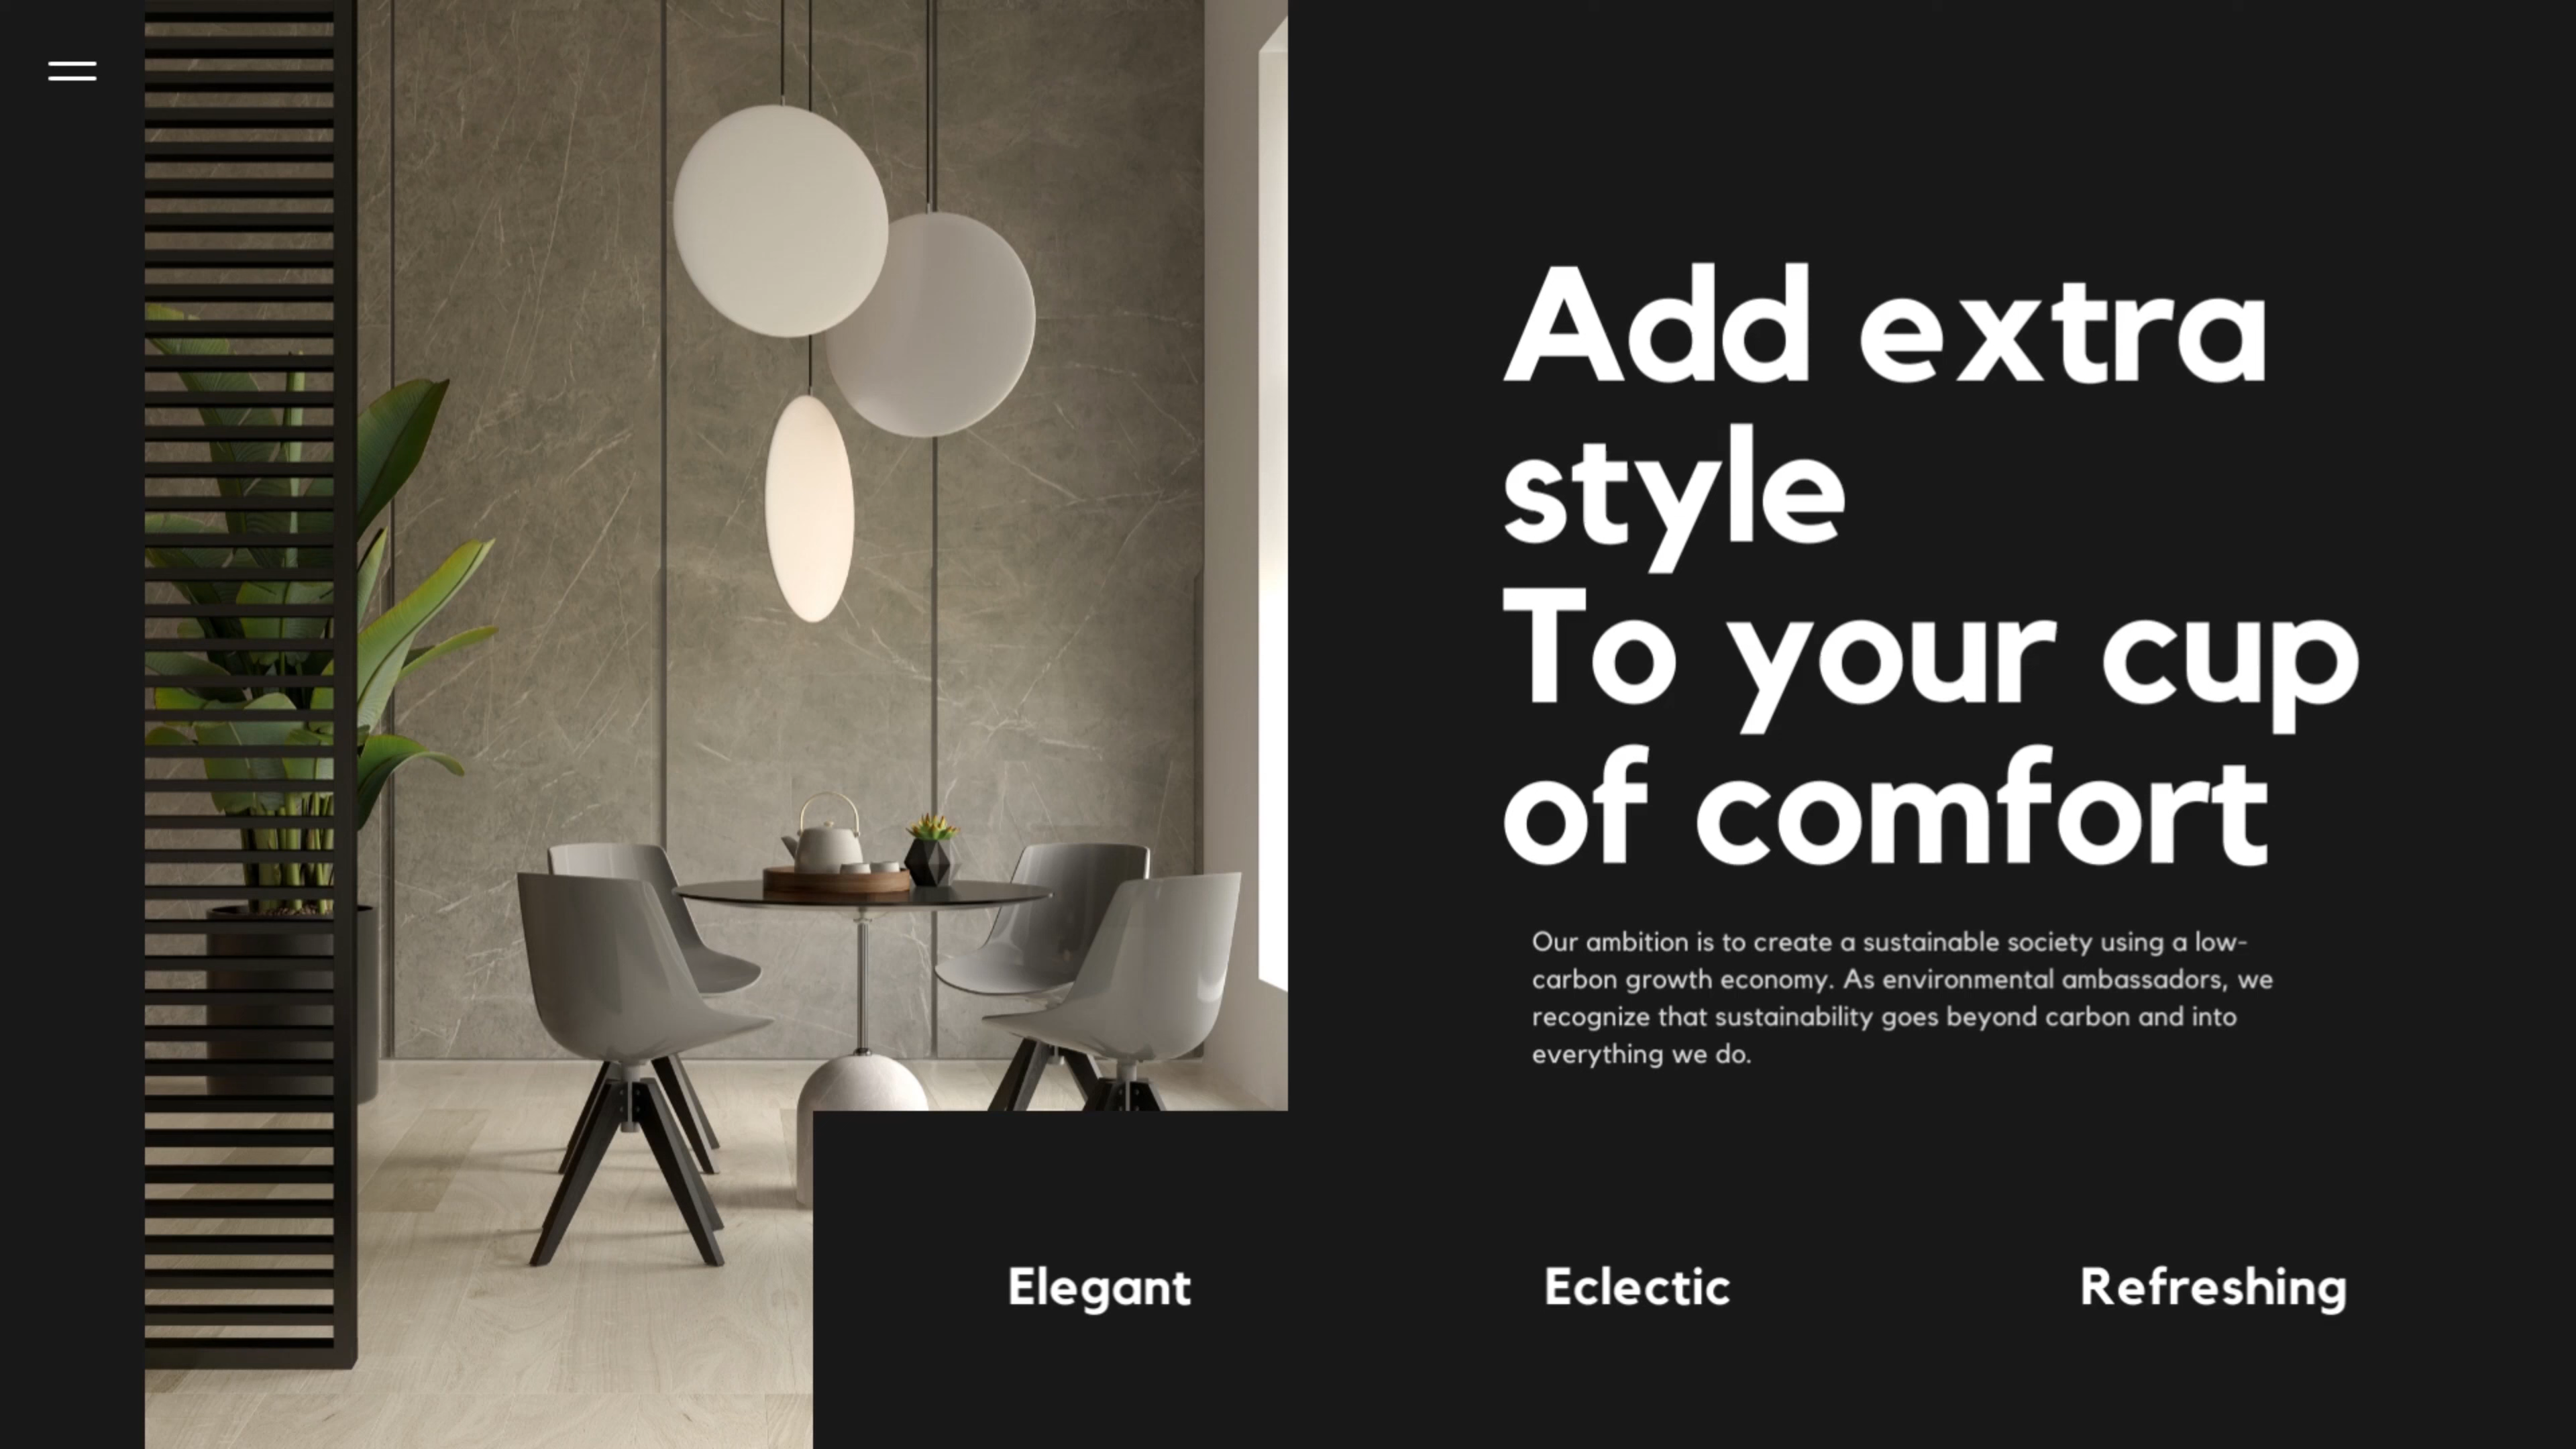 Add extra
style
To your cup
of comfort
Our ambition is to create a sustainable society using a low-
carbon growth economy. As environmental ambassadors, we
recognize that sustainability goes beyond carbon and into
everything we do.
Elegant
Eclectic
Refreshing